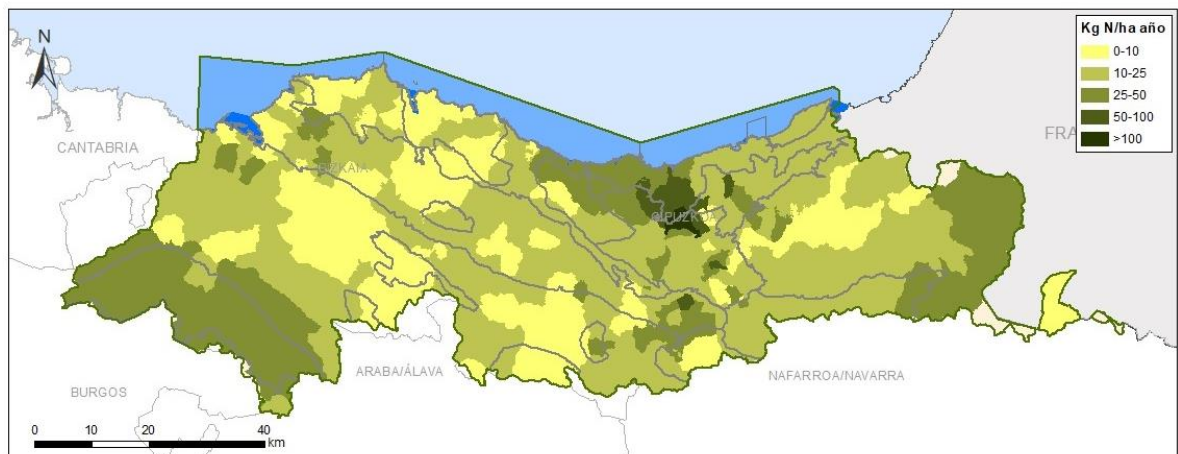 Kg N/ha año
0-10
10-25
25-50
50-100
>100
N
CANTABRIA
FRA
BIZKAIA
GIPUZKOA
BURGOS
ARABA/ÁLAVA
NAFARROA/NAVARRA
0 10 20 40
km